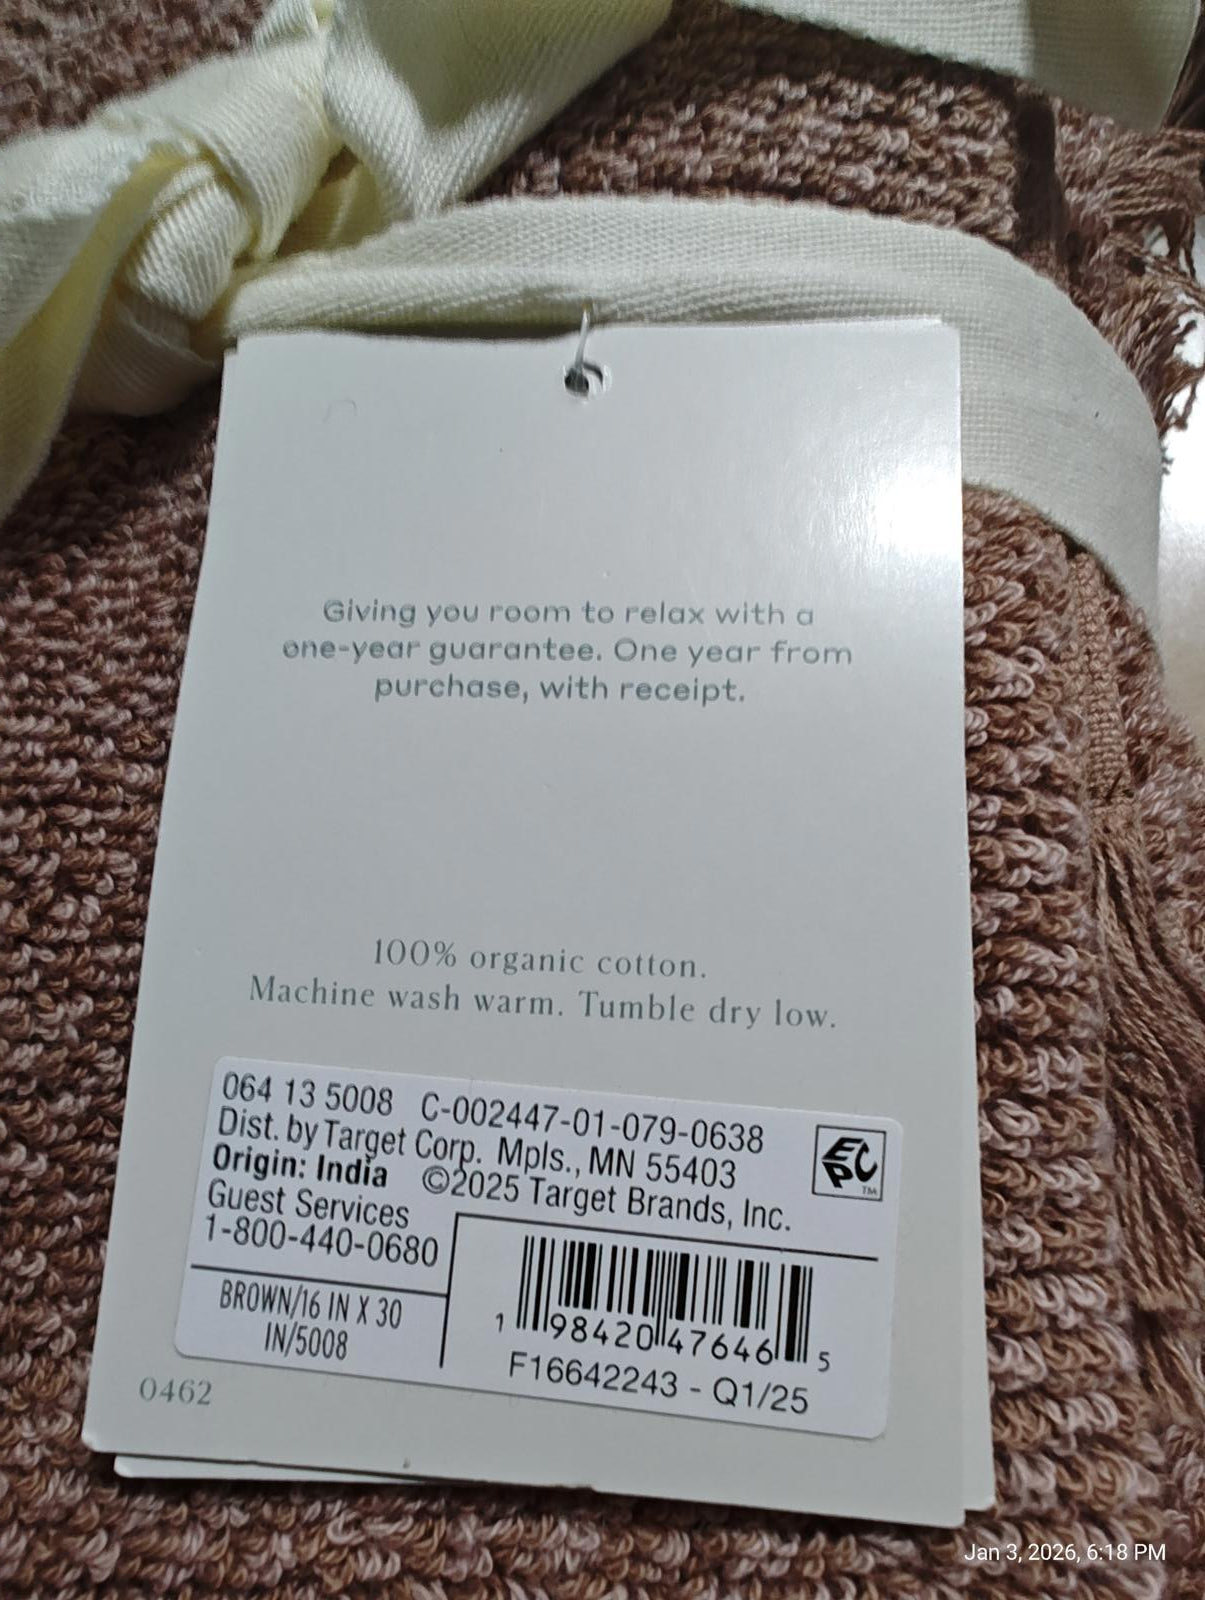 Giving you room to relax with a
one-year guarantee. One year from
purchase, with receipt.
100% organic cotton.
Machine wash warm. Tumble dry low.
064 13 5008 C-002447-01-079-0638
Dist. by Target Corp. Mpls., MN 55403
Origin: India ©2025 Target Brands, Inc.
Guest Services
1-800-440-0680
EPC™
BROWN/16 IN X 30
IN/5008
1 98420 47646 5
F16642243 - Q1/25
0462
Jan 3, 2026, 6:18 PM